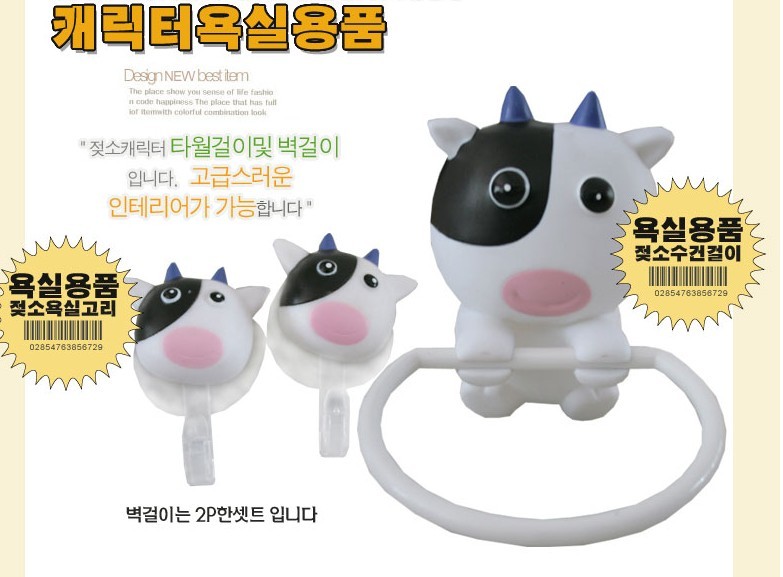 캐릭터욕실용품
Design NEW best item
The place show you sense of life fashio
n code happiness The place that has full
lof itemwith colorful combination look
" 젖소캐릭터 타월걸이및 벽걸이
입니다. 고급스러운
인테리어가 가능합니다 "
욕실용품
젖소수건걸이
02854763856729
욕실용품
젖소욕실고리
02854763856729
벽걸이는 2P한셋트 입니다